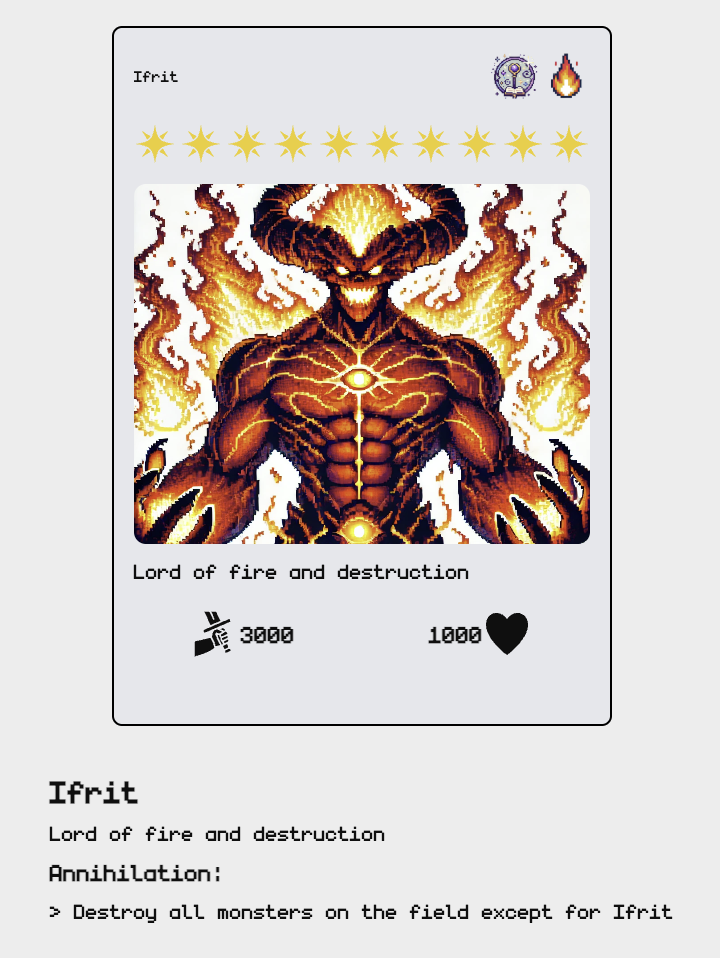 Ifrit
Lord of fire and destruction
3000 1000
Ifrit
Lord of fire and destruction
Annihilation:
> Destroy all monsters on the field except for Ifrit